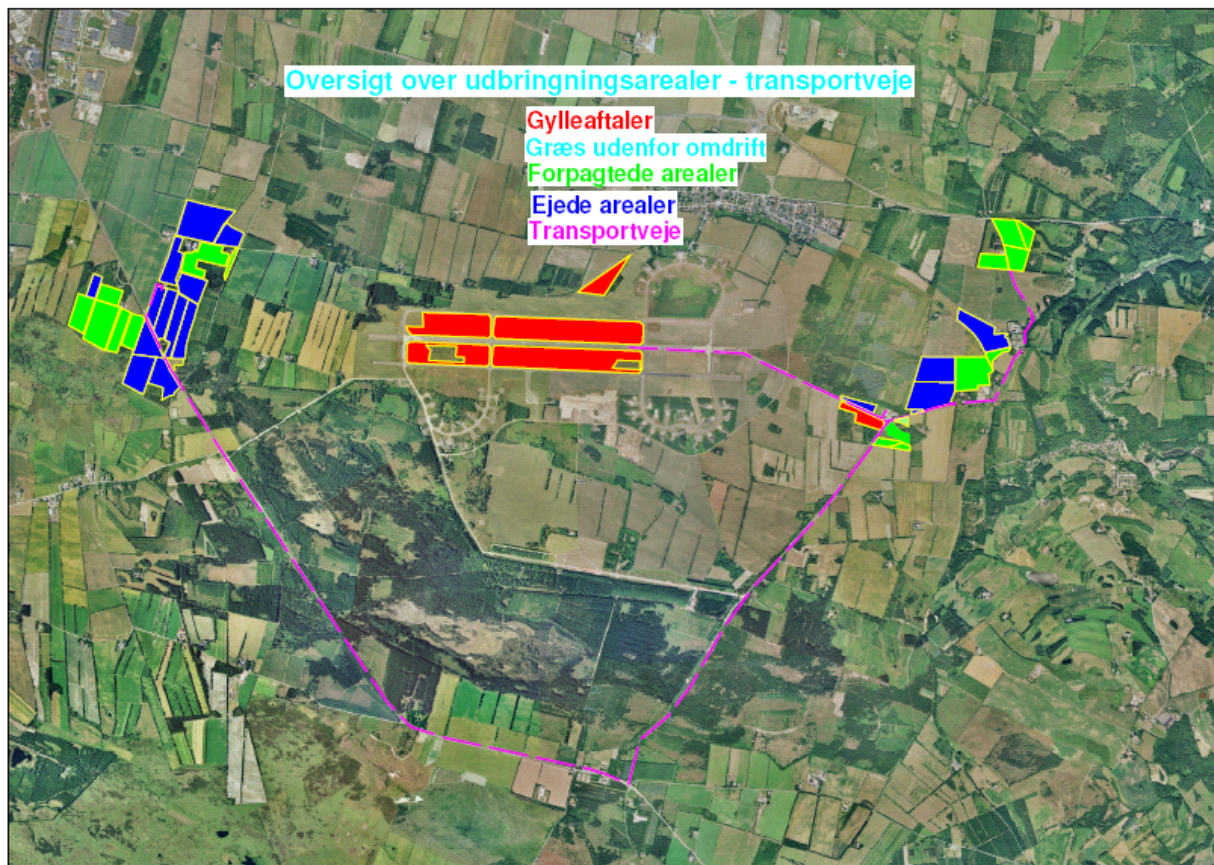 Oversigt over udbringningsarealer - transportveje
Gylleaftaler
Græs udenfor omdrift
Forpagtede arealer
Ejede arealer
Transportveje